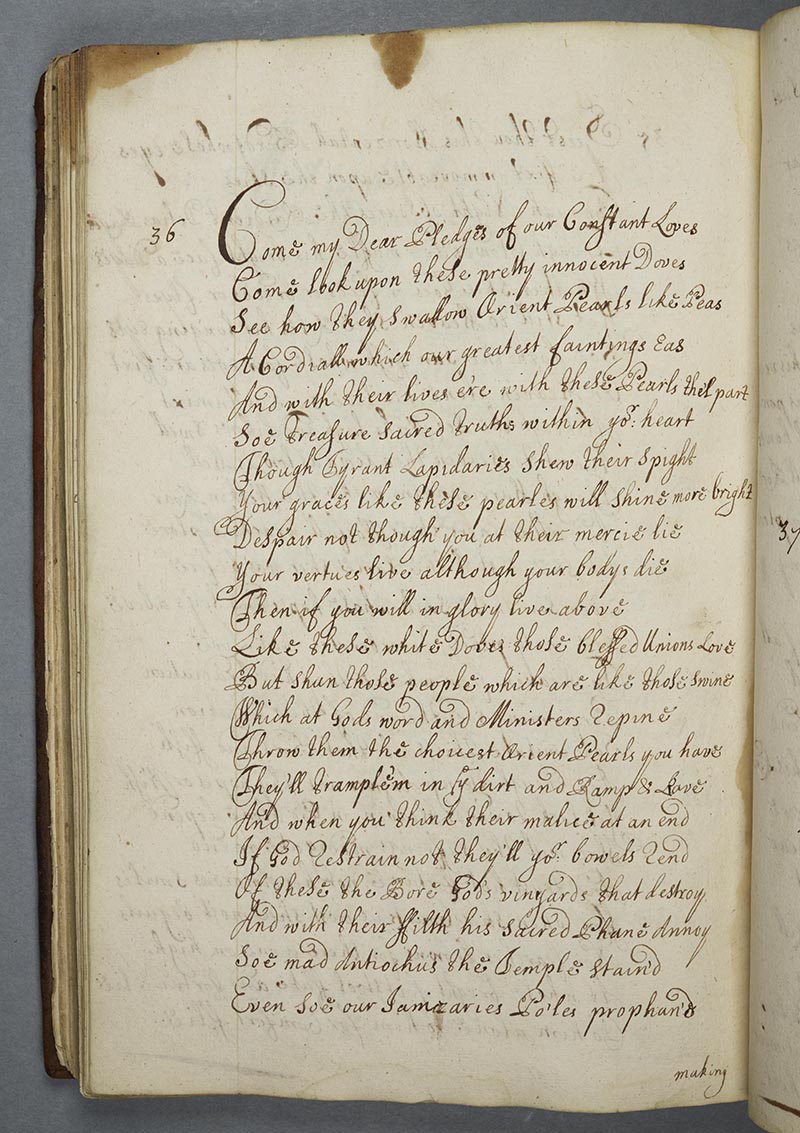 36
Come my Dear Pledges of our Constant Loves
Come look upon these pretty innocent Doves
See how they swallow Orient Pearls like Peas
A Cordiall which our greatest faintings Eas
And with their lives e're with these Pearls they'l part
Soe treasure sacred truths within yor: heart
Though Tyrant Lapidaries shew their spight
Your graces like these pearles will shine more bright
Despair not though you at their mercie lie
Your vertues live although your bodys die
Then if you will in glory live above
Like these white Doves those blessed Unions Love
But shun those people which are like those swine
Which at Gods word and Ministers repine
Throw them the choicest Orient Pearls you have
They'll trample'm in ye dirt and Ramp & Rave
And when you think their malice at an end
If God restrain not they'll yor: bowels rend
Of these the Bore Gods vinyards that destroy
And with their ffilth his sacred Phane Annoy
Soe mad Antiochus the Temple stain'd
Even soe our Janizaries Po'les prophan'd
making
37